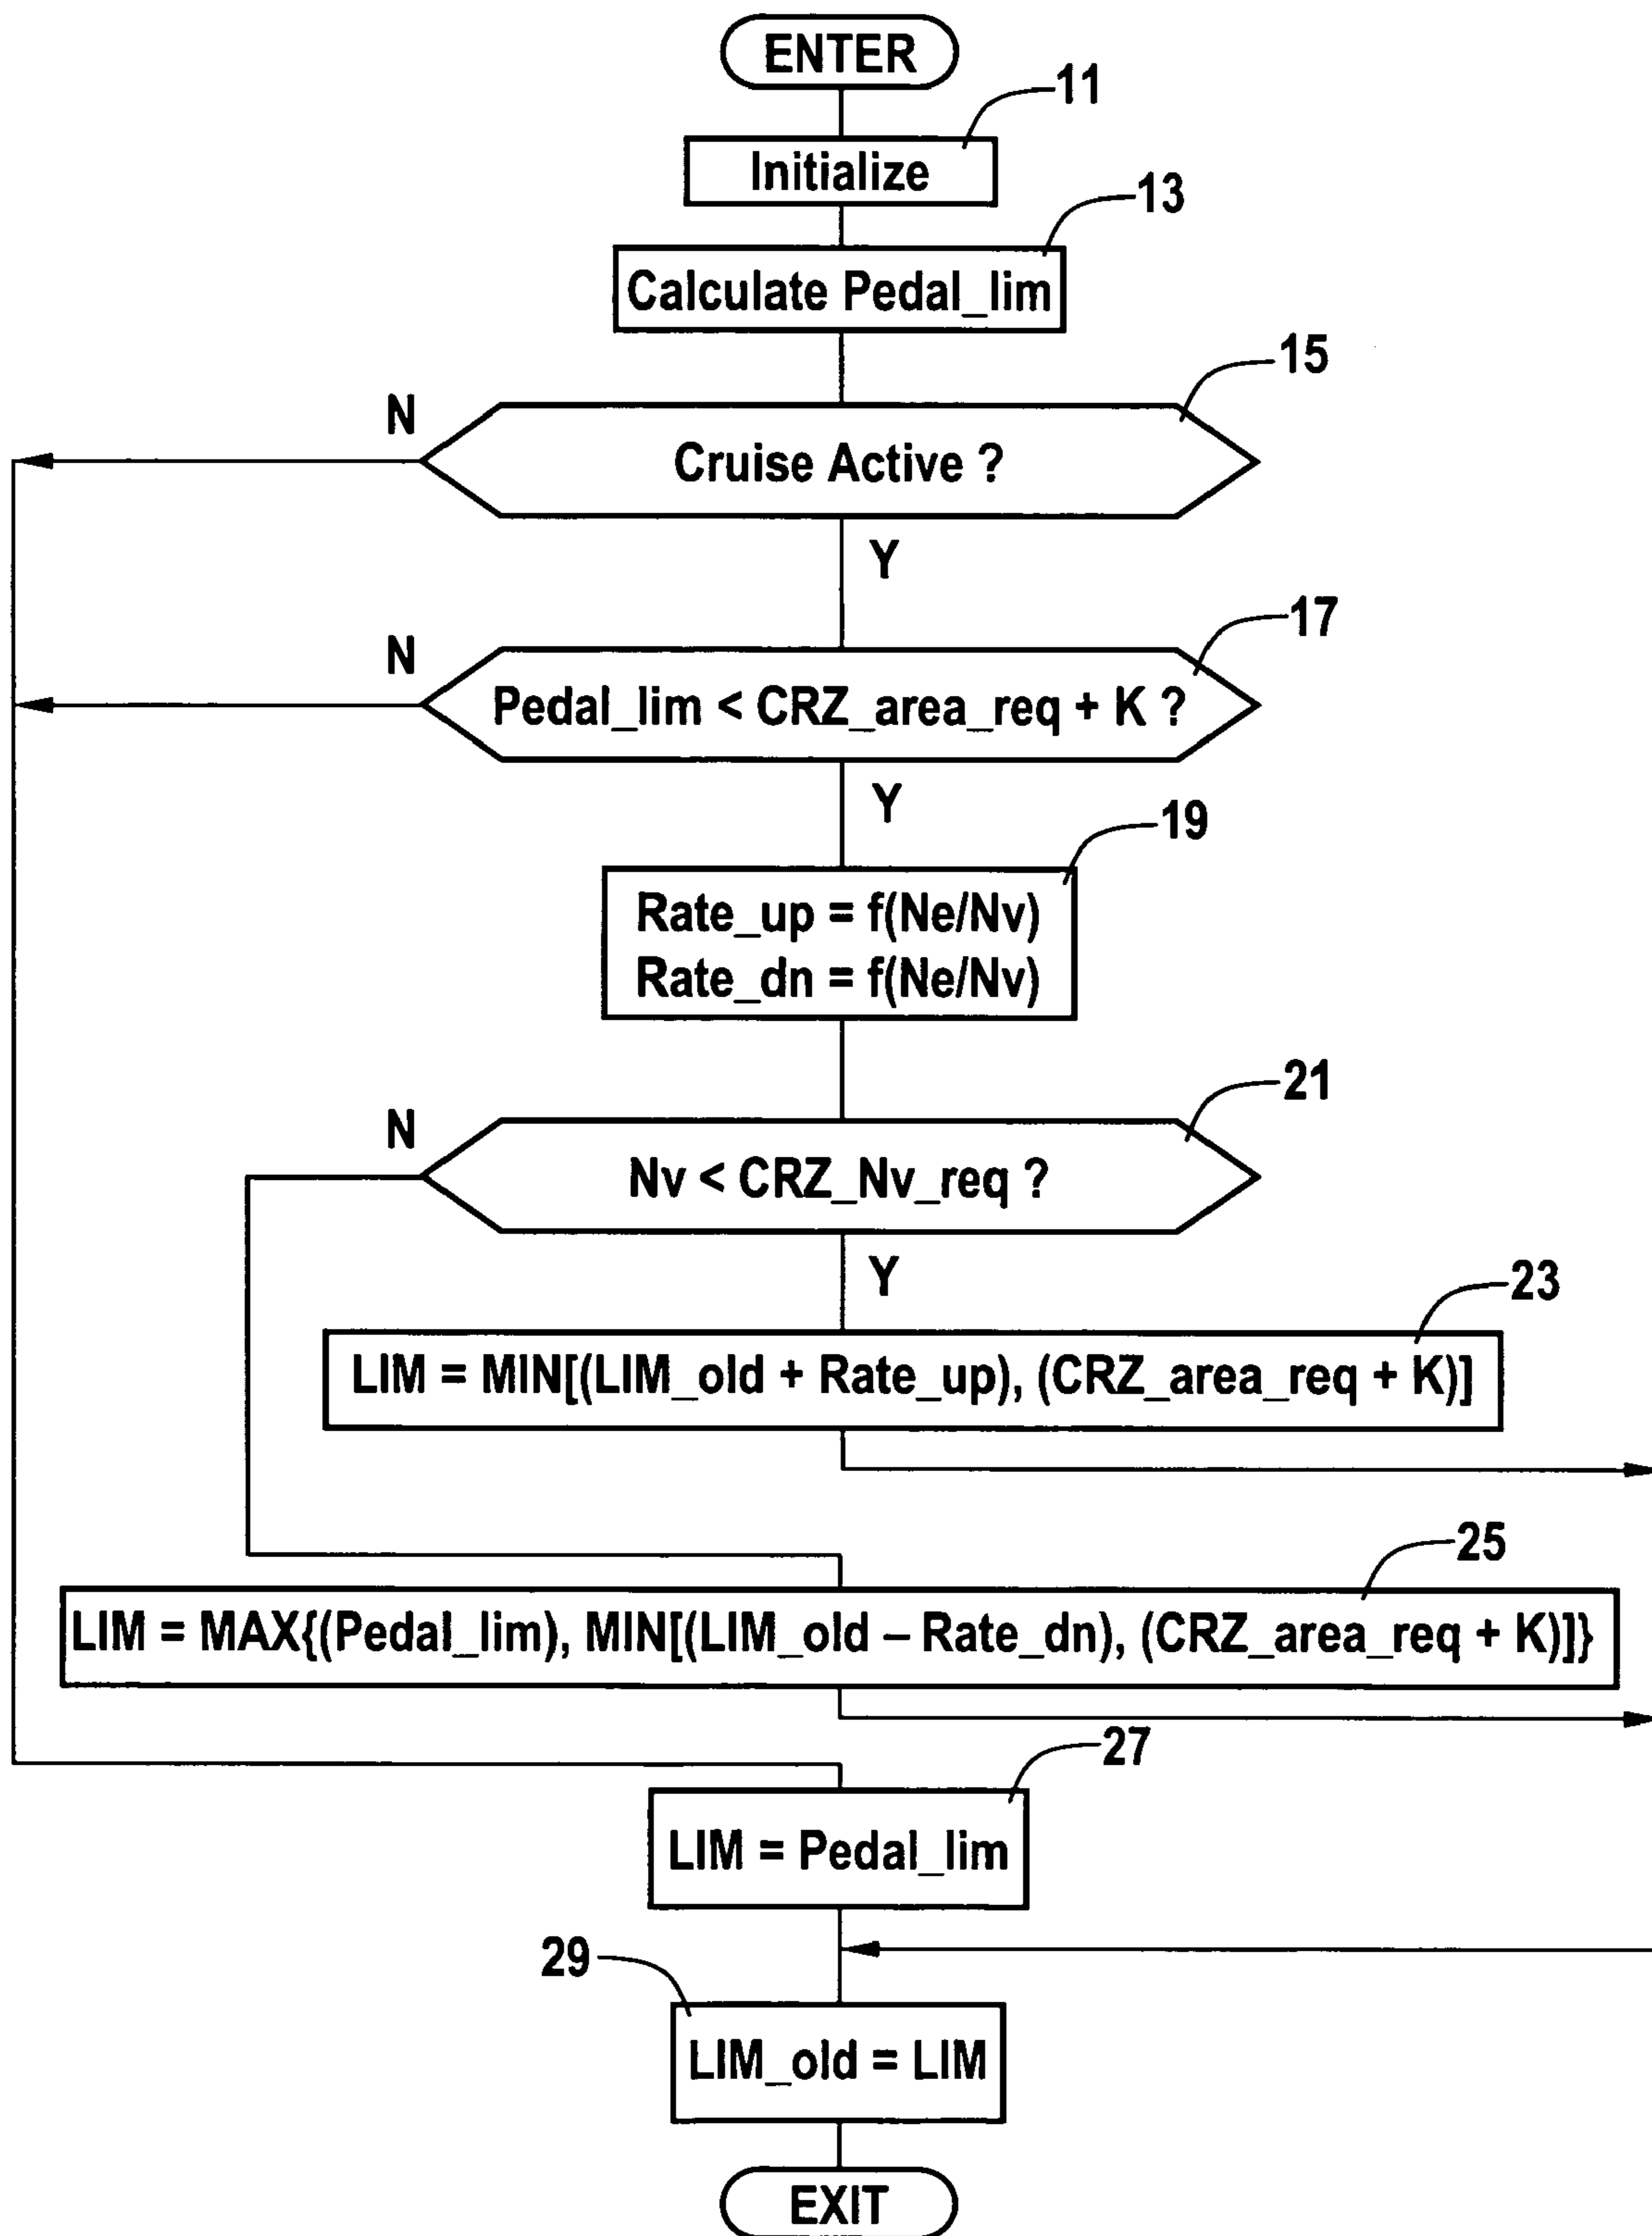 ENTER
11
Initialize
13
Calculate Pedal_lim
15
N
Cruise Active ?
Y
17
N
Pedal_lim < CRZ_area_req + K ?
Y
19
Rate_up = f(Ne/Nv)
Rate_dn = f(Ne/Nv)
21
N
Nv < CRZ_Nv_req ?
Y
23
LIM = MIN[(LIM_old + Rate_up), (CRZ_area_req + K)]
25
LIM = MAX{(Pedal_lim), MIN[(LIM_old – Rate_dn), (CRZ_area_req + K)]}
27
LIM = Pedal_lim
29
LIM_old = LIM
EXIT